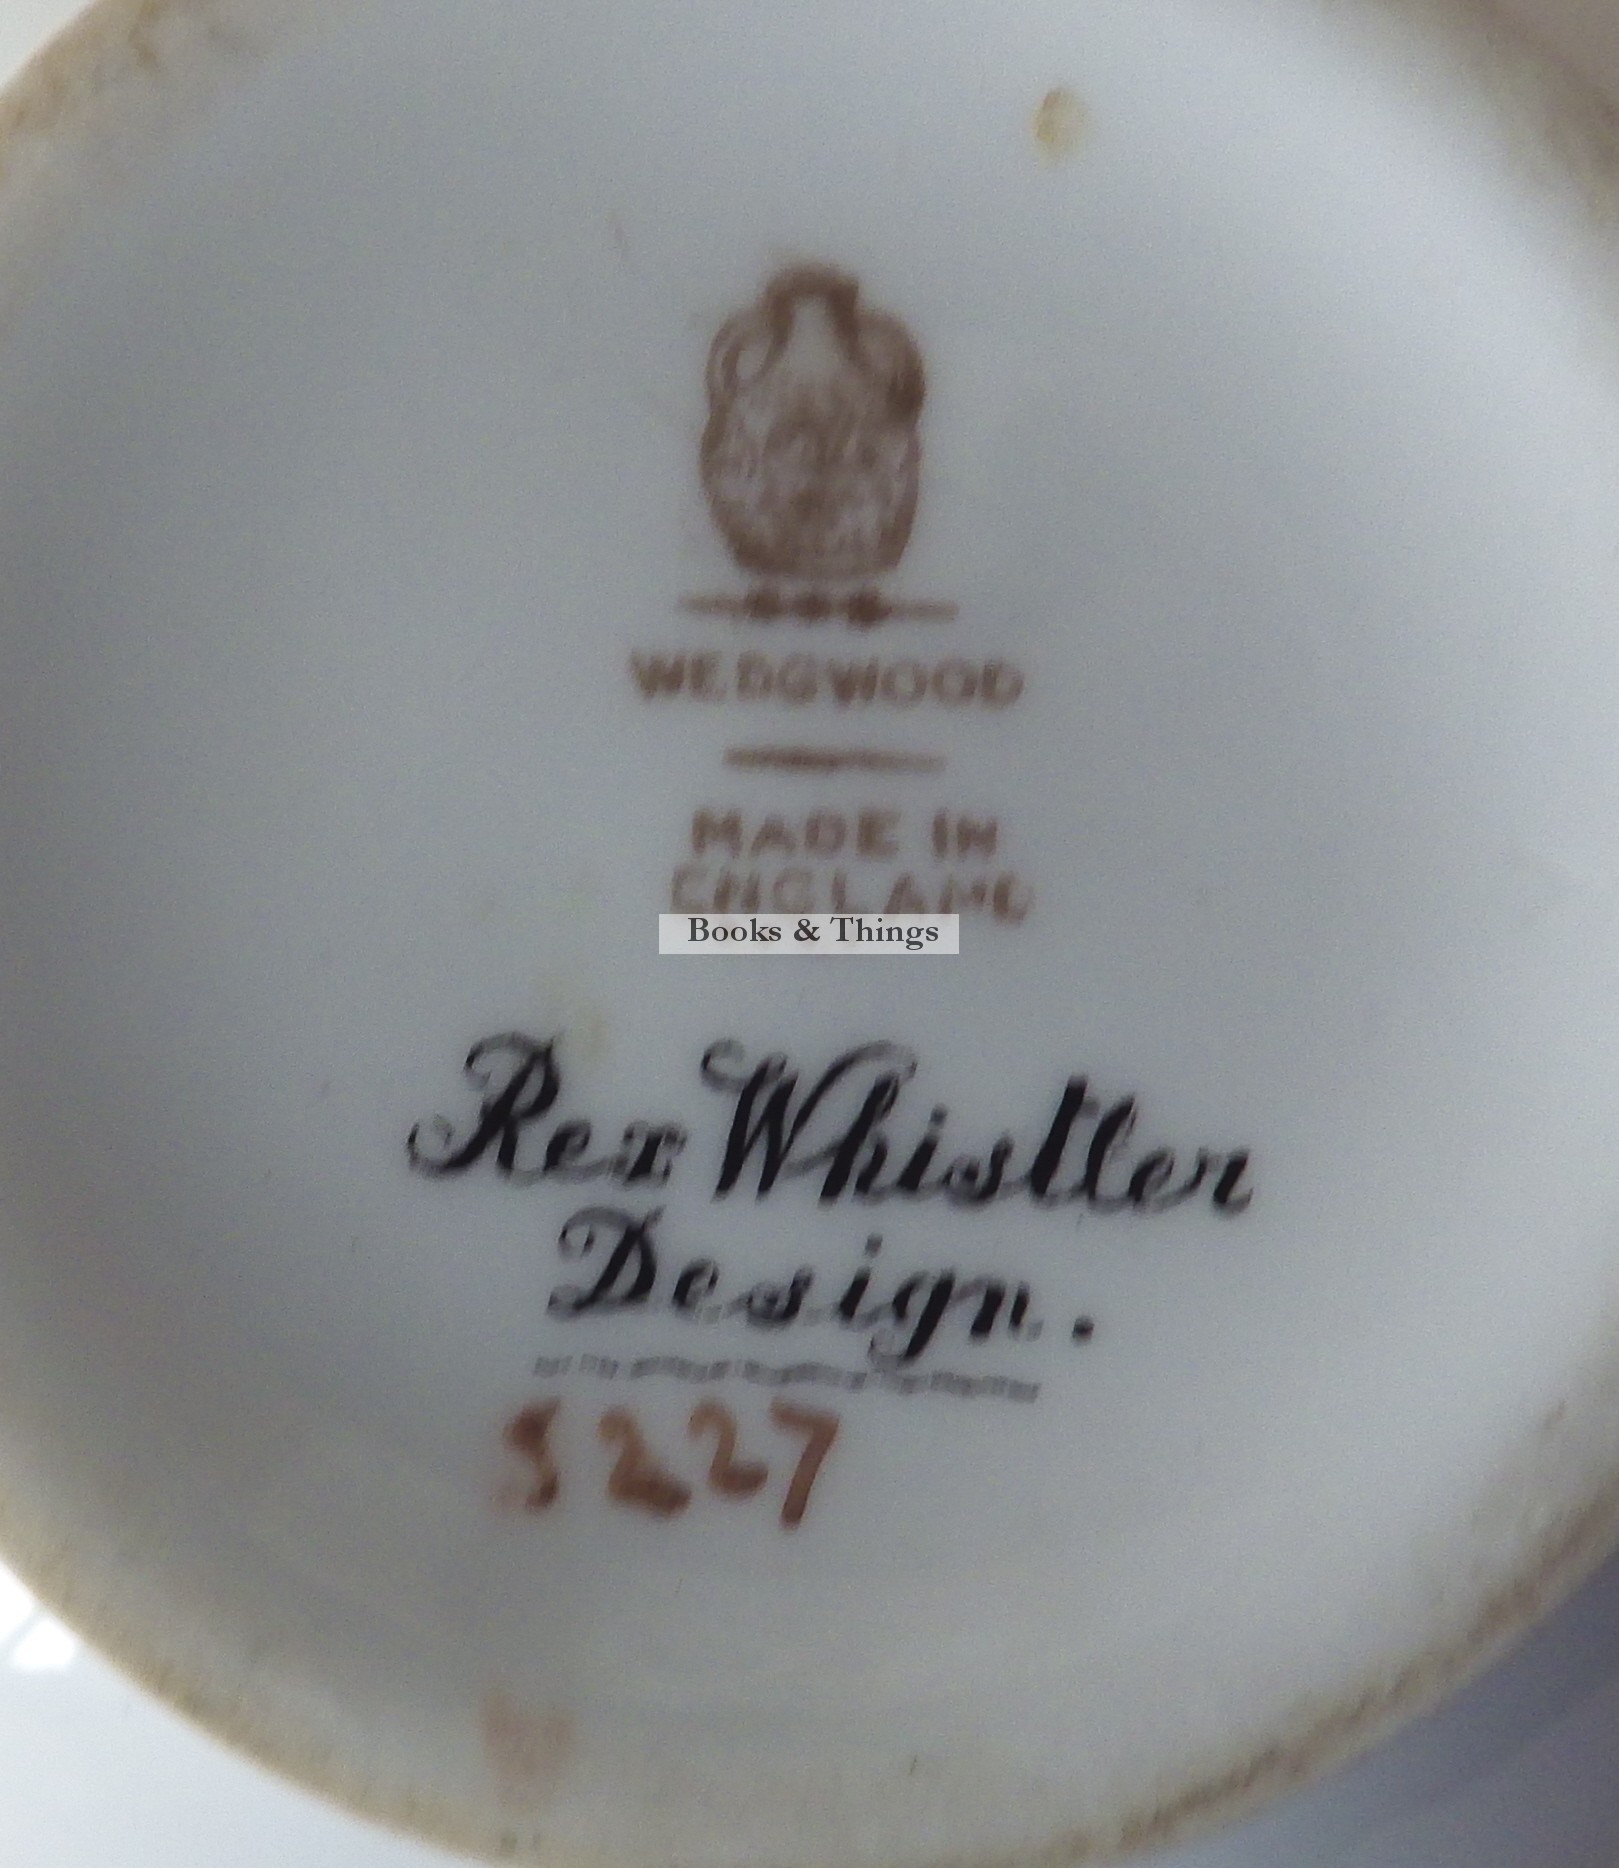 WEDGWOOD
MADE IN
ENGLAND
Books & Things
Rex Whistler
Design.
5227